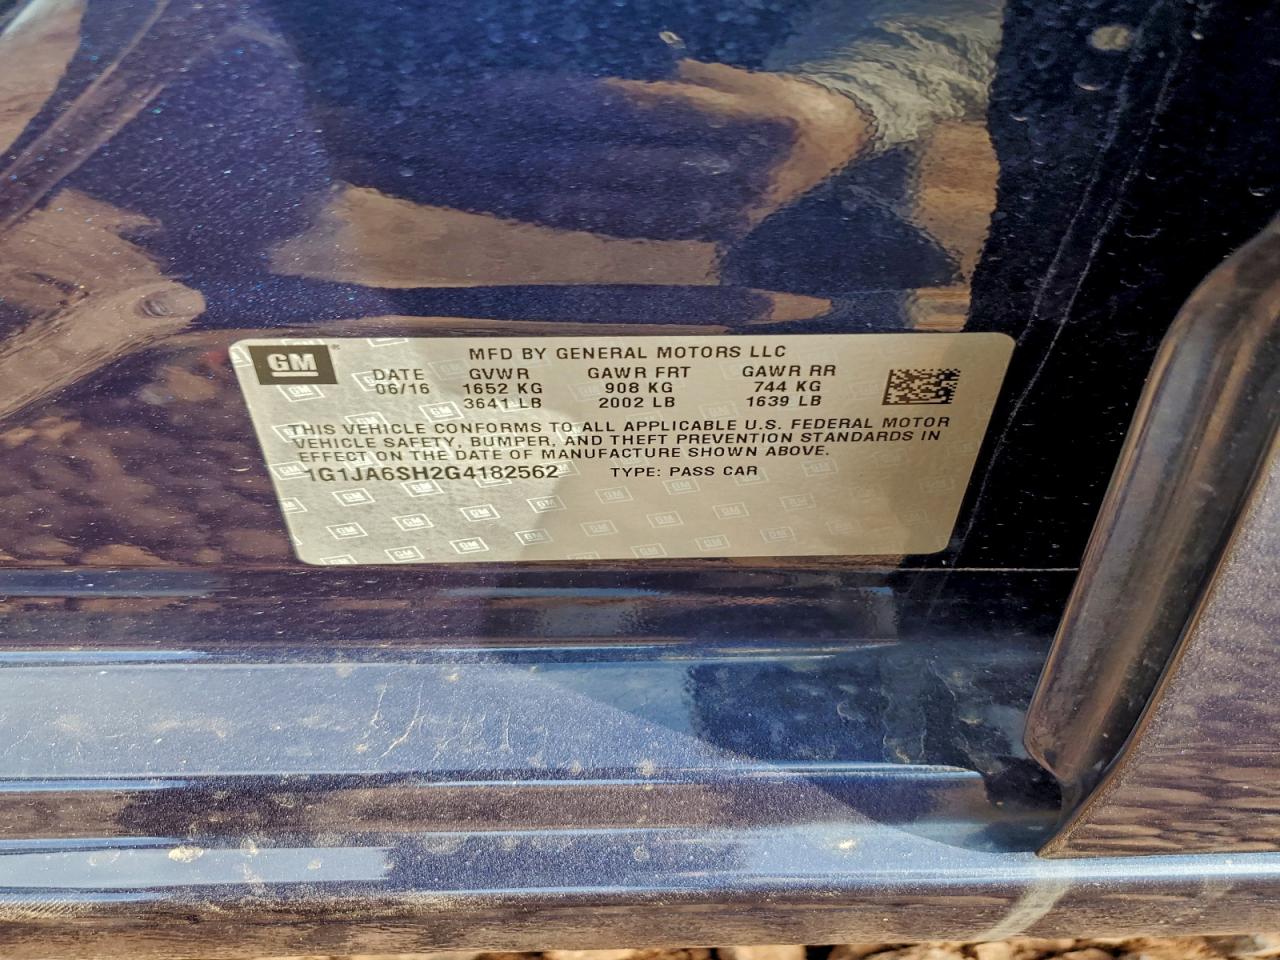 GM
MFD BY GENERAL MOTORS LLC
DATE GVWR GAWR FRT GAWR RR
06/16 1652 KG 908 KG 744 KG
3641 LB 2002 LB 1639 LB
THIS VEHICLE CONFORMS TO ALL APPLICABLE U.S. FEDERAL MOTOR
VEHICLE SAFETY, BUMPER, AND THEFT PREVENTION STANDARDS IN
EFFECT ON THE DATE OF MANUFACTURE SHOWN ABOVE.
1G1JA6SH2G4182562 TYPE: PASS CAR